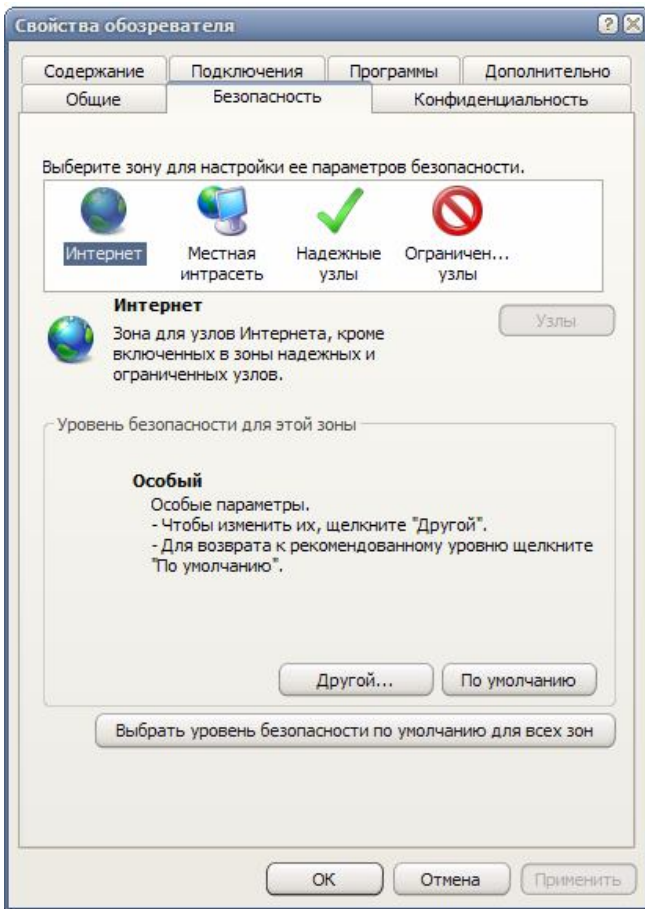 Свойства обозревателя
Содержание Подключения Программы Дополнительно
Общие Безопасность Конфиденциальность
Выберите зону для настройки ее параметров безопасности.
Интернет Местная интрасеть Надежные узлы Ограничен... узлы
Интернет
Узлы
Зона для узлов Интернета, кроме
включенных в зоны надежных и
ограниченных узлов.
Уровень безопасности для этой зоны
Особый
Особые параметры.
- Чтобы изменить их, щелкните "Другой".
- Для возврата к рекомендованному уровню щелкните
"По умолчанию".
Другой... По умолчанию
Выбрать уровень безопасности по умолчанию для всех зон
OK Отмена Применить